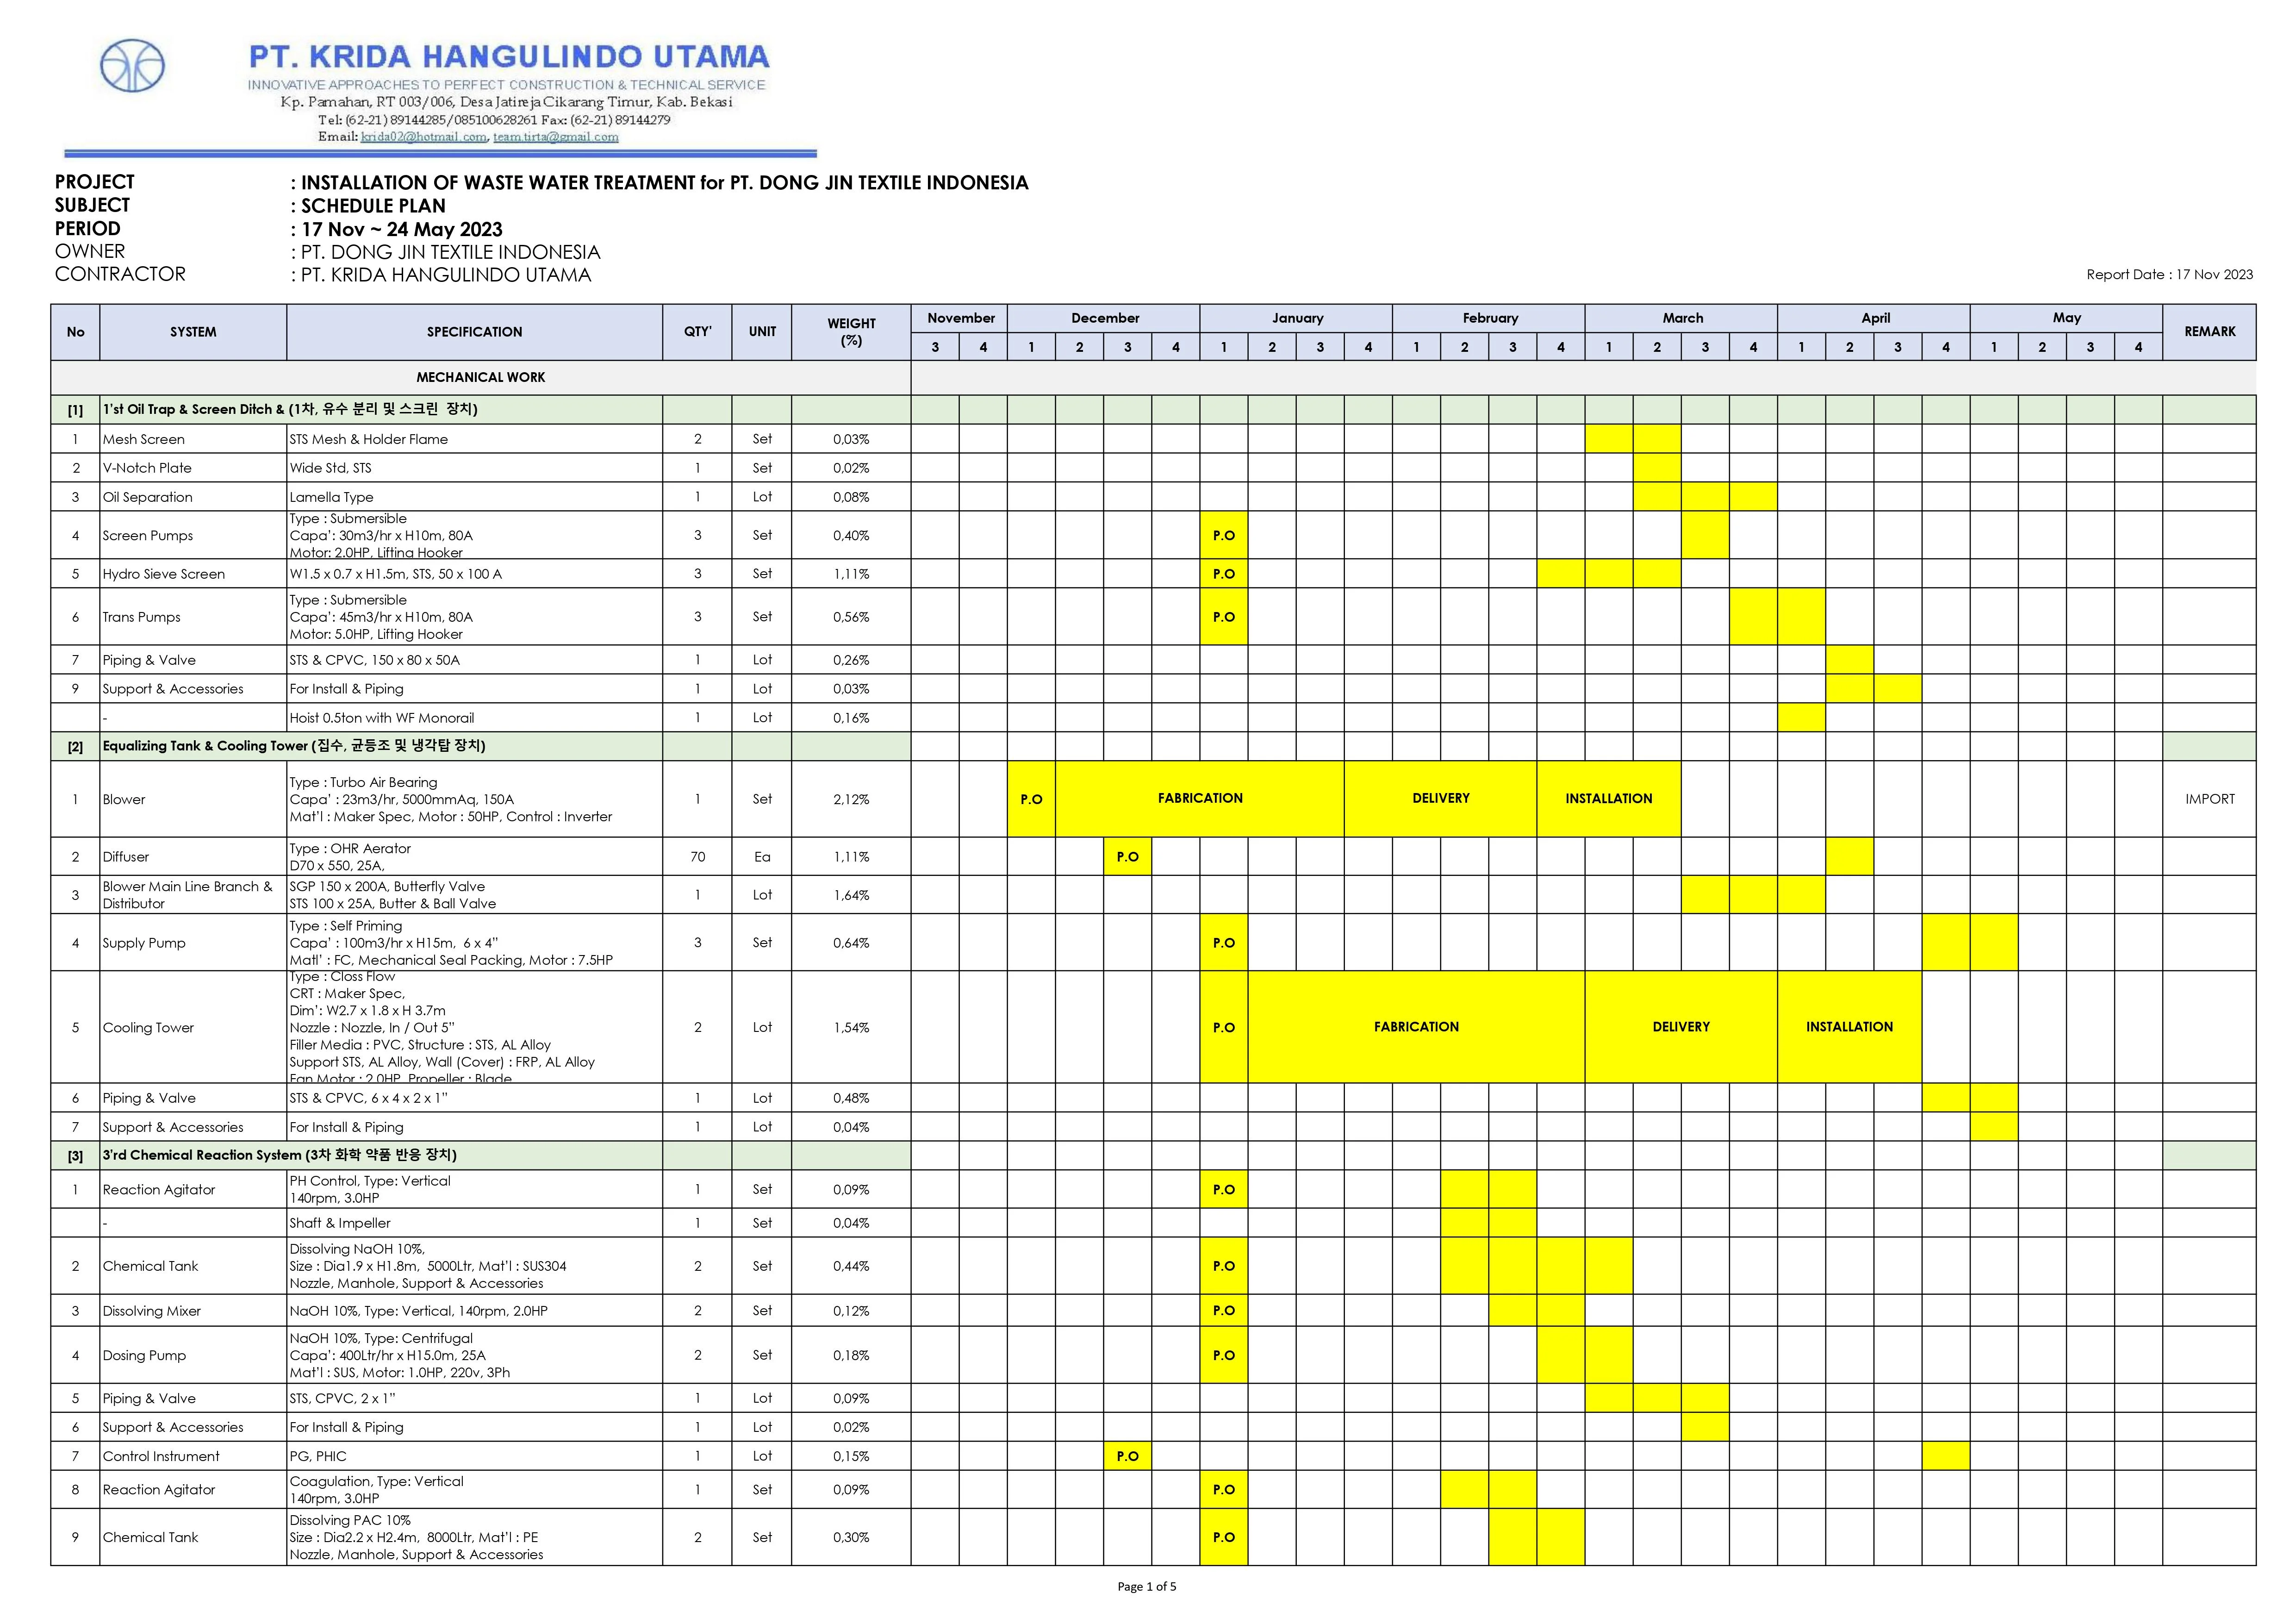 PT. KRIDA HANGULINDO UTAMA
INNOVATIVE APPROACHES TO PERFECT CONSTRUCTION & TECHNICAL SERVICE
Kp. Pamahan, RT 003/006, Desa Jatireja Cikarang Timur, Kab. Bekasi
Tel: (62-21) 89144285/085100628261 Fax: (62-21) 89144279
Email: krida02@hotmail.com, team.tirta@gmail.com
PROJECT : INSTALLATION OF WASTE WATER TREATMENT for PT. DONG JIN TEXTILE INDONESIA
SUBJECT : SCHEDULE PLAN
PERIOD : 17 Nov ~ 24 May 2023
OWNER : PT. DONG JIN TEXTILE INDONESIA
CONTRACTOR : PT. KRIDA HANGULINDO UTAMA
Report Date : 17 Nov 2023
No SYSTEM SPECIFICATION QTY' UNIT WEIGHT (%) November December January February March April May REMARK
3 4 1 2 3 4 1 2 3 4 1 2 3 4 1 2 3 4 1 2 3 4 1 2 3 4
MECHANICAL WORK
[1] 1'st Oil Trap & Screen Ditch & (1차, 유수 분리 및 스크린 장치)
1 Mesh Screen STS Mesh & Holder Flame 2 Set 0,03%
2 V-Notch Plate Wide Std, STS 1 Set 0,02%
3 Oil Separation Lamella Type 1 Lot 0,08%
4 Screen Pumps Type : Submersible
Capa': 30m3/hr x H10m, 80A
Motor: 2.0HP, Lifting Hooker 3 Set 0,40% P.O
5 Hydro Sieve Screen W1.5 x 0.7 x H1.5m, STS, 50 x 100 A 3 Set 1,11% P.O
6 Trans Pumps Type : Submersible
Capa': 45m3/hr x H10m, 80A
Motor: 5.0HP, Lifting Hooker 3 Set 0,56% P.O
7 Piping & Valve STS & CPVC, 150 x 80 x 50A 1 Lot 0,26%
9 Support & Accessories For Install & Piping 1 Lot 0,03%
- Hoist 0.5ton with WF Monorail 1 Lot 0,16%
[2] Equalizing Tank & Cooling Tower (집수, 균등조 및 냉각탑 장치)
1 Blower Type : Turbo Air Bearing
Capa' : 23m3/hr, 5000mmAq, 150A
Mat'l : Maker Spec, Motor : 50HP, Control : Inverter 1 Set 2,12% P.O FABRICATION DELIVERY INSTALLATION IMPORT
2 Diffuser Type : OHR Aerator
D70 x 550, 25A, 70 Ea 1,11% P.O
3 Blower Main Line Branch & Distributor SGP 150 x 200A, Butterfly Valve
STS 100 x 25A, Butter & Ball Valve 1 Lot 1,64%
4 Supply Pump Type : Self Priming
Capa' : 100m3/hr x H15m, 6 x 4"
Matl' : FC, Mechanical Seal Packing, Motor : 7.5HP 3 Set 0,64% P.O
5 Cooling Tower Type : Closs Flow
CRT : Maker Spec,
Dim': W2.7 x 1.8 x H 3.7m
Nozzle : Nozzle, In / Out 5"
Filler Media : PVC, Structure : STS, AL Alloy
Support STS, AL Alloy, Wall (Cover) : FRP, AL Alloy
Fan Motor : 2.0HP, Propeller : Blade 2 Lot 1,54% P.O FABRICATION DELIVERY INSTALLATION
6 Piping & Valve STS & CPVC, 6 x 4 x 2 x 1" 1 Lot 0,48%
7 Support & Accessories For Install & Piping 1 Lot 0,04%
[3] 3'rd Chemical Reaction System (3차 화학 약품 반응 장치)
1 Reaction Agitator PH Control, Type: Vertical
140rpm, 3.0HP 1 Set 0,09% P.O
- Shaft & Impeller 1 Set 0,04%
2 Chemical Tank Dissolving NaOH 10%,
Size : Dia1.9 x H1.8m, 5000Ltr, Mat'l : SUS304
Nozzle, Manhole, Support & Accessories 2 Set 0,44% P.O
3 Dissolving Mixer NaOH 10%, Type: Vertical, 140rpm, 2.0HP 2 Set 0,12% P.O
4 Dosing Pump NaOH 10%, Type: Centrifugal
Capa': 400Ltr/hr x H15.0m, 25A
Mat'l : SUS, Motor: 1.0HP, 220v, 3Ph 2 Set 0,18% P.O
5 Piping & Valve STS, CPVC, 2 x 1" 1 Lot 0,09%
6 Support & Accessories For Install & Piping 1 Lot 0,02%
7 Control Instrument PG, PHIC 1 Lot 0,15% P.O
8 Reaction Agitator Coagulation, Type: Vertical
140rpm, 3.0HP 1 Set 0,09% P.O
9 Chemical Tank Dissolving PAC 10%
Size : Dia2.2 x H2.4m, 8000Ltr, Mat'l : PE
Nozzle, Manhole, Support & Accessories 2 Set 0,30% P.O
Page 1 of 5